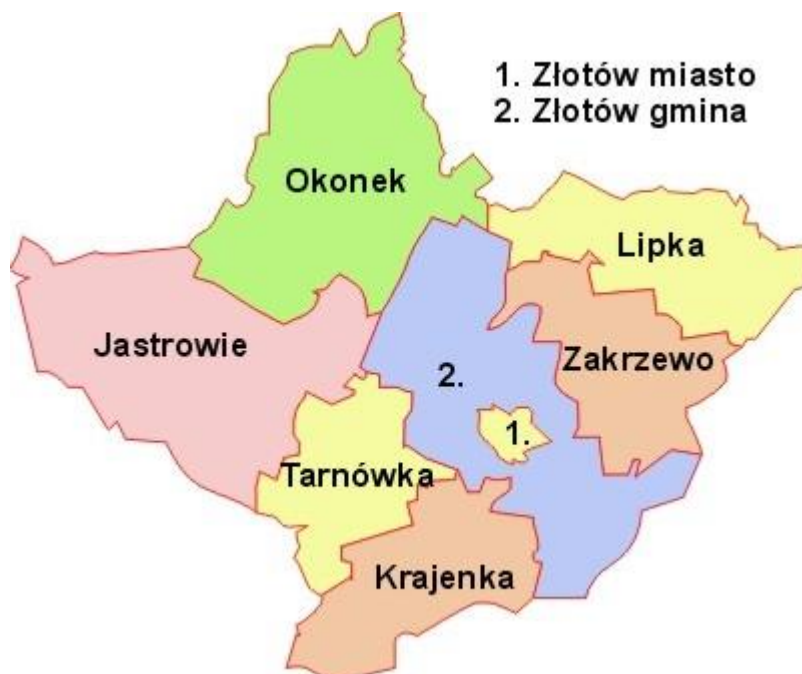 1. Złotów miasto
2. Złotów gmina
Okonek
Lipka
Jastrowie
Zakrzewo
2.
1.
Tarnówka
Krajenka